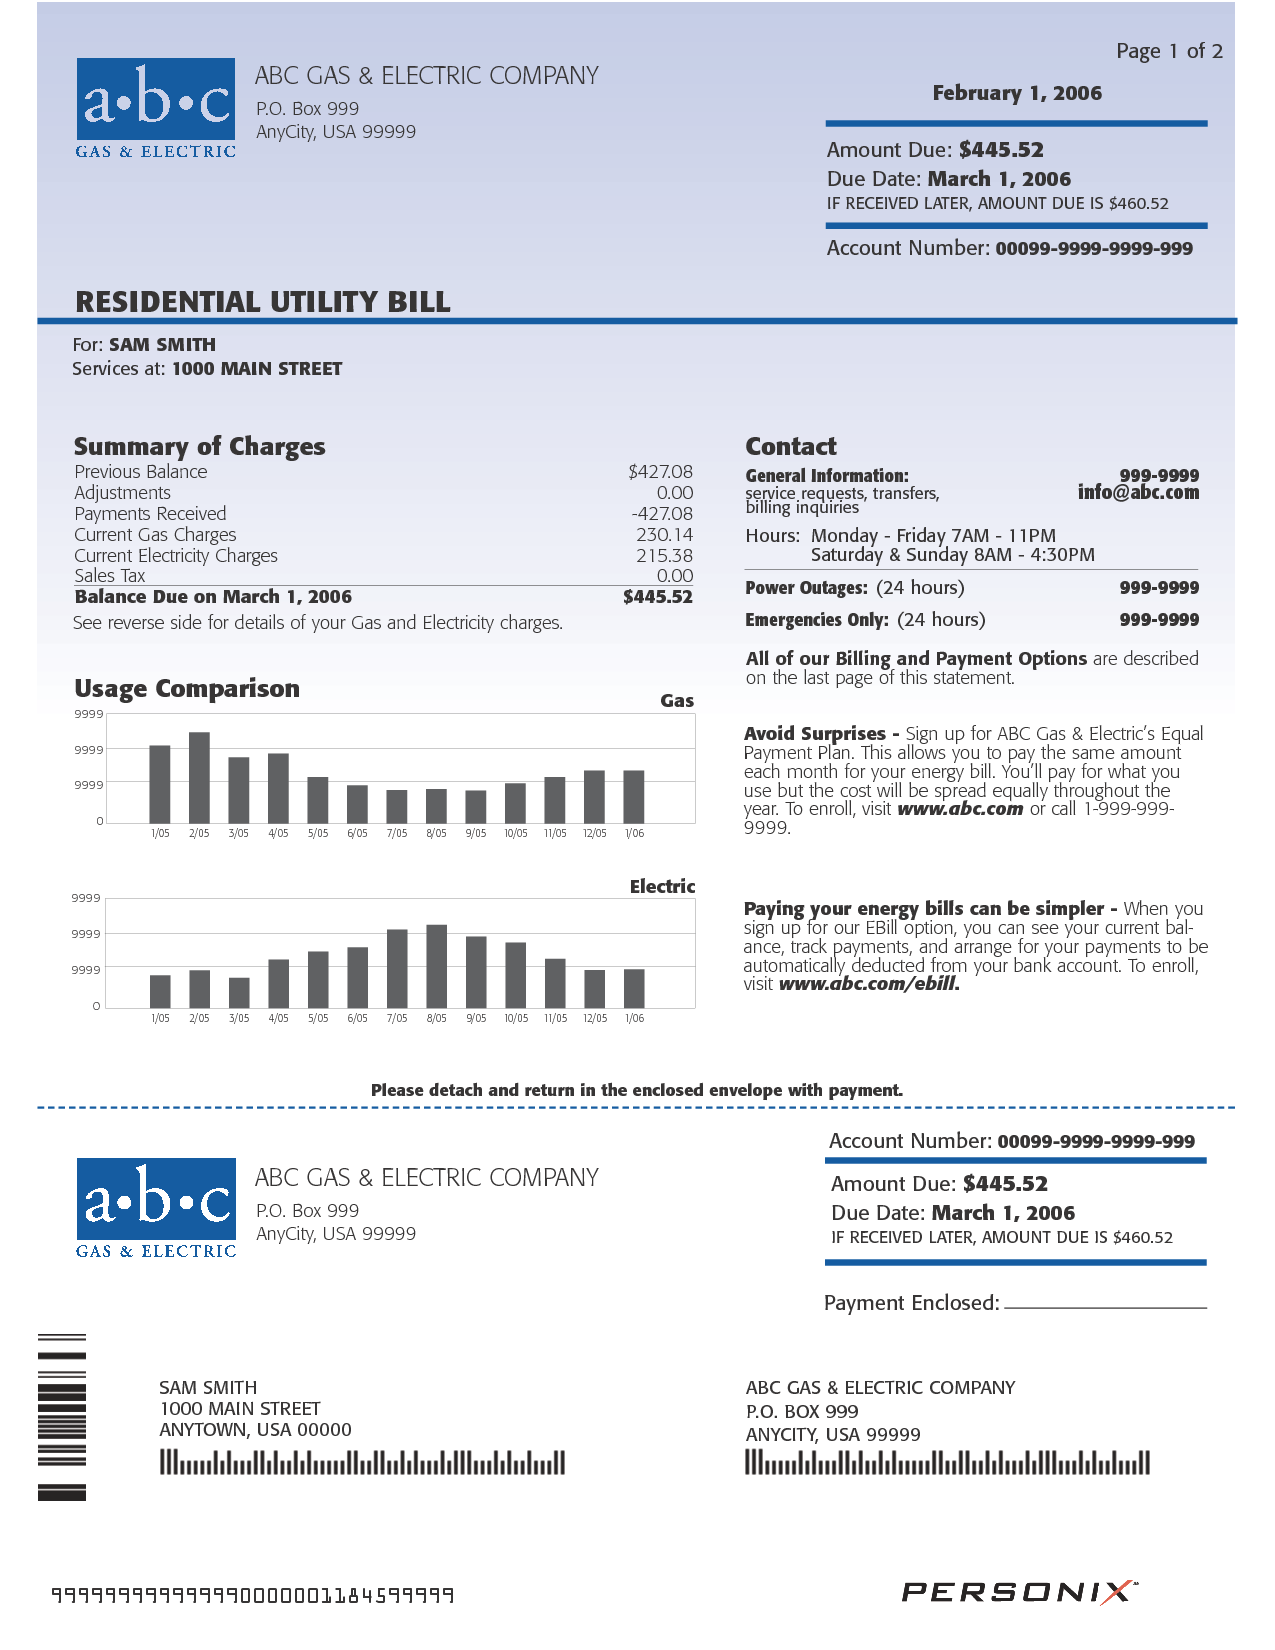 Page 1 of 2
a•b•c
GAS & ELECTRIC
ABC GAS & ELECTRIC COMPANY
P.O. Box 999
AnyCity, USA 99999
February 1, 2006
Amount Due: $445.52
Due Date: March 1, 2006
IF RECEIVED LATER, AMOUNT DUE IS $460.52
Account Number: 00099-9999-9999-999
RESIDENTIAL UTILITY BILL
For: SAM SMITH
Services at: 1000 MAIN STREET
Summary of Charges
Previous Balance $427.08
Adjustments 0.00
Payments Received -427.08
Current Gas Charges 230.14
Current Electricity Charges 215.38
Sales Tax 0.00
Balance Due on March 1, 2006 $445.52
See reverse side for details of your Gas and Electricity charges.
Usage Comparison
Gas
9999
9999
9999
0
1/05 2/05 3/05 4/05 5/05 6/05 7/05 8/05 9/05 10/05 11/05 12/05 1/06
Electric
9999
9999
9999
0
1/05 2/05 3/05 4/05 5/05 6/05 7/05 8/05 9/05 10/05 11/05 12/05 1/06
Contact
General Information: 999-9999
service requests, transfers, info@abc.com
billing inquiries
Hours: Monday - Friday 7AM - 11PM
Saturday & Sunday 8AM - 4:30PM
Power Outages: (24 hours) 999-9999
Emergencies Only: (24 hours) 999-9999
All of our Billing and Payment Options are described
on the last page of this statement.
Avoid Surprises - Sign up for ABC Gas & Electric's Equal
Payment Plan. This allows you to pay the same amount
each month for your energy bill. You'll pay for what you
use but the cost will be spread equally throughout the
year. To enroll, visit www.abc.com or call 1-999-999-
9999.
Paying your energy bills can be simpler - When you
sign up for our EBill option, you can see your current bal-
ance, track payments, and arrange for your payments to be
automatically deducted from your bank account. To enroll,
visit www.abc.com/ebill.
Please detach and return in the enclosed envelope with payment.
a•b•c
GAS & ELECTRIC
ABC GAS & ELECTRIC COMPANY
P.O. Box 999
AnyCity, USA 99999
Account Number: 00099-9999-9999-999
Amount Due: $445.52
Due Date: March 1, 2006
IF RECEIVED LATER, AMOUNT DUE IS $460.52
Payment Enclosed:
SAM SMITH
1000 MAIN STREET
ANYTOWN, USA 00000
ABC GAS & ELECTRIC COMPANY
P.O. BOX 999
ANYCITY, USA 99999
999999999999990000001184599999
PERSONIX